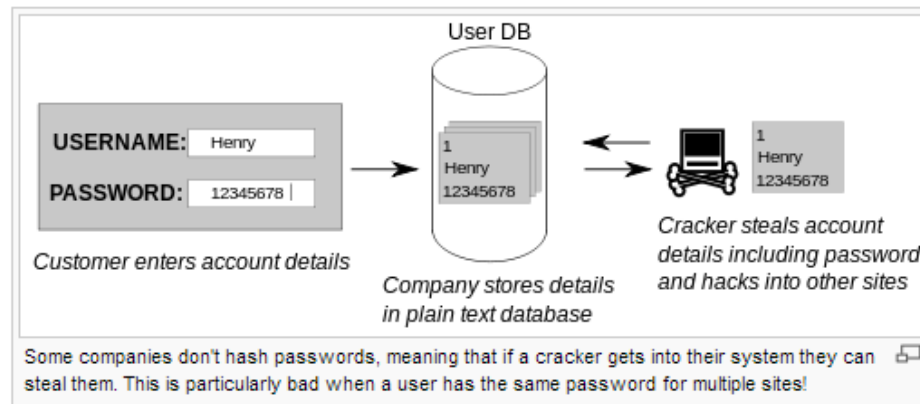 User DB
USERNAME: Henry
PASSWORD: 12345678
1
Henry
12345678
1
Henry
12345678
Customer enters account details
Company stores details
in plain text database
Cracker steals account
details including password
and hacks into other sites
Some companies don't hash passwords, meaning that if a cracker gets into their system they can
steal them. This is particularly bad when a user has the same password for multiple sites!